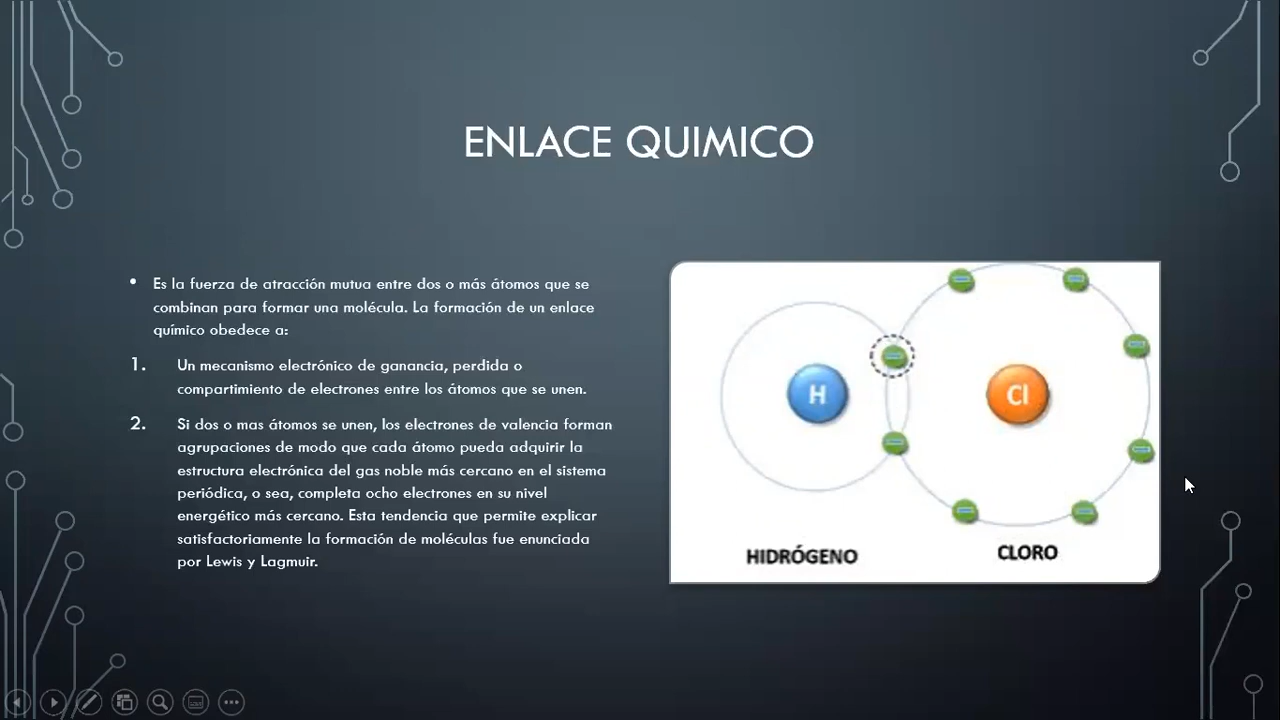 ENLACE QUIMICO
• Es la fuerza de atracción mutua entre dos o más átomos que se
combinan para formar una molécula. La formación de un enlace
químico obedece a:
1. Un mecanismo electrónico de ganancia, perdida o
compartimiento de electrones entre los átomos que se unen.
2. Si dos o mas átomos se unen, los electrones de valencia forman
agrupaciones de modo que cada átomo pueda adquirir la
estructura electrónica del gas noble más cercano en el sistema
periódica, o sea, completa ocho electrones en su nivel
energético más cercano. Esta tendencia que permite explicar
satisfactoriamente la formación de moléculas fue enunciada
por Lewis y Lagmuir.
H
Cl
HIDRÓGENO
CLORO